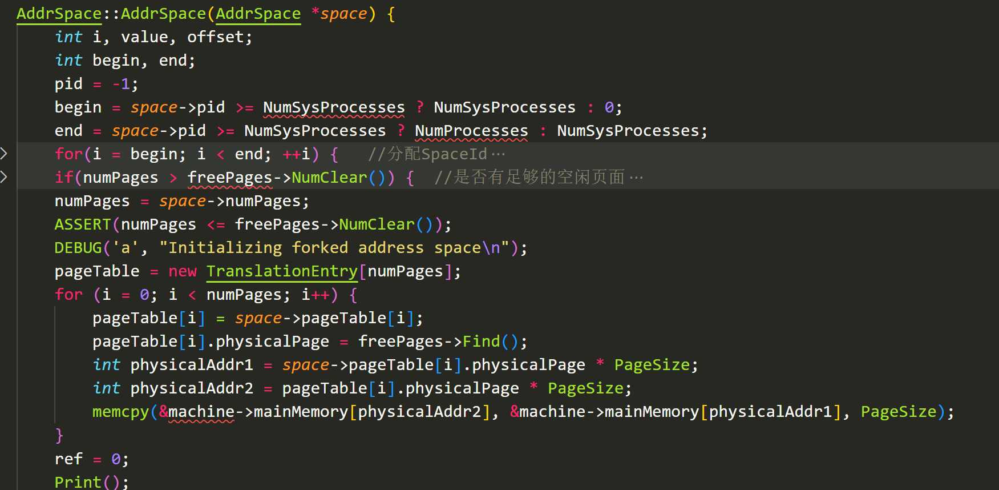 AddrSpace::AddrSpace(AddrSpace *space) {
    int i, value, offset;
    int begin, end;
    pid = -1;
    begin = space->pid >= NumSysProcesses ? NumSysProcesses : 0;
    end = space->pid >= NumSysProcesses ? NumProcesses : NumSysProcesses;
    for(i = begin; i < end; ++i) {   //分配SpaceId…
    if(numPages > freePages->NumClear()) {  //是否有足够的空闲页面…
    numPages = space->numPages;
    ASSERT(numPages <= freePages->NumClear());
    DEBUG('a', "Initializing forked address space\n");
    pageTable = new TranslationEntry[numPages];
    for (i = 0; i < numPages; i++) {
        pageTable[i] = space->pageTable[i];
        pageTable[i].physicalPage = freePages->Find();
        int physicalAddr1 = space->pageTable[i].physicalPage * PageSize;
        int physicalAddr2 = pageTable[i].physicalPage * PageSize;
        memcpy(&machine->mainMemory[physicalAddr2], &machine->mainMemory[physicalAddr1], PageSize);
    }
    ref = 0;
    Print();